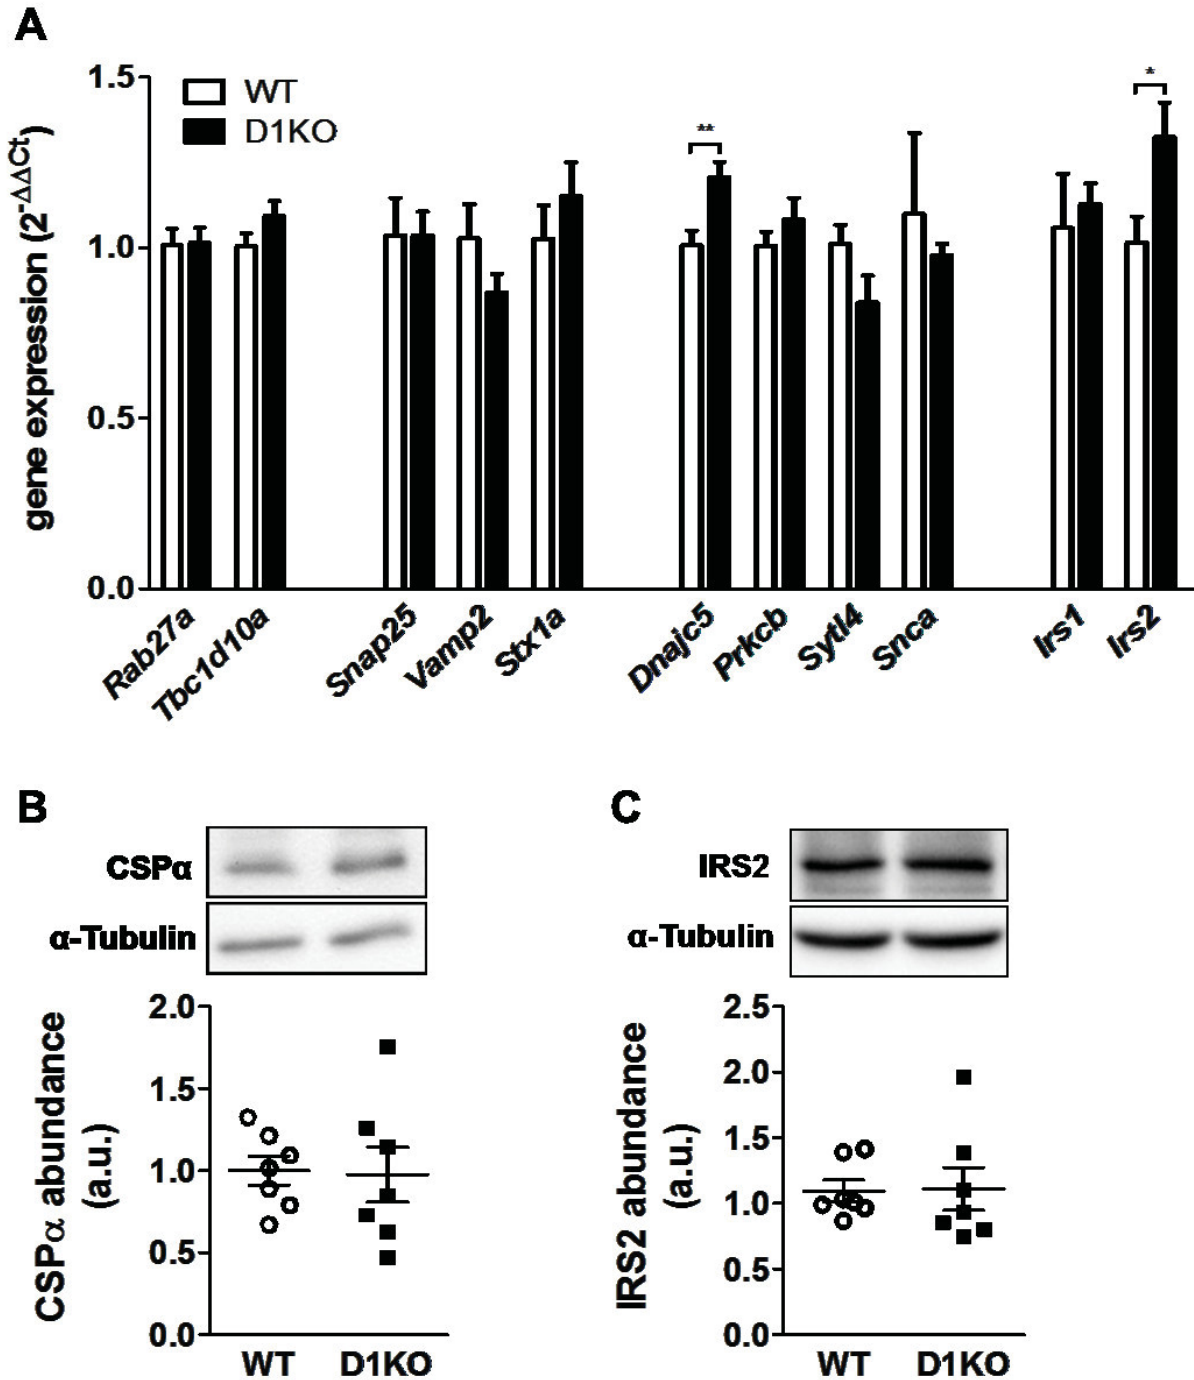 A
1.5
1.0
0.5
0.0
gene expression (2^-ΔΔCt)
WT
D1KO
**
*
Rab27a
Tbc1d10a
Snap25
Vamp2
Stx1a
Dnajc5
Prkcb
Sytl4
Snca
Irs1
Irs2
B
CSPα
α-Tubulin
CSPα abundance
(a.u.)
2.0
1.5
1.0
0.5
0.0
WT
D1KO
C
IRS2
α-Tubulin
IRS2 abundance
(a.u.)
2.5
2.0
1.5
1.0
0.5
0.0
WT
D1KO